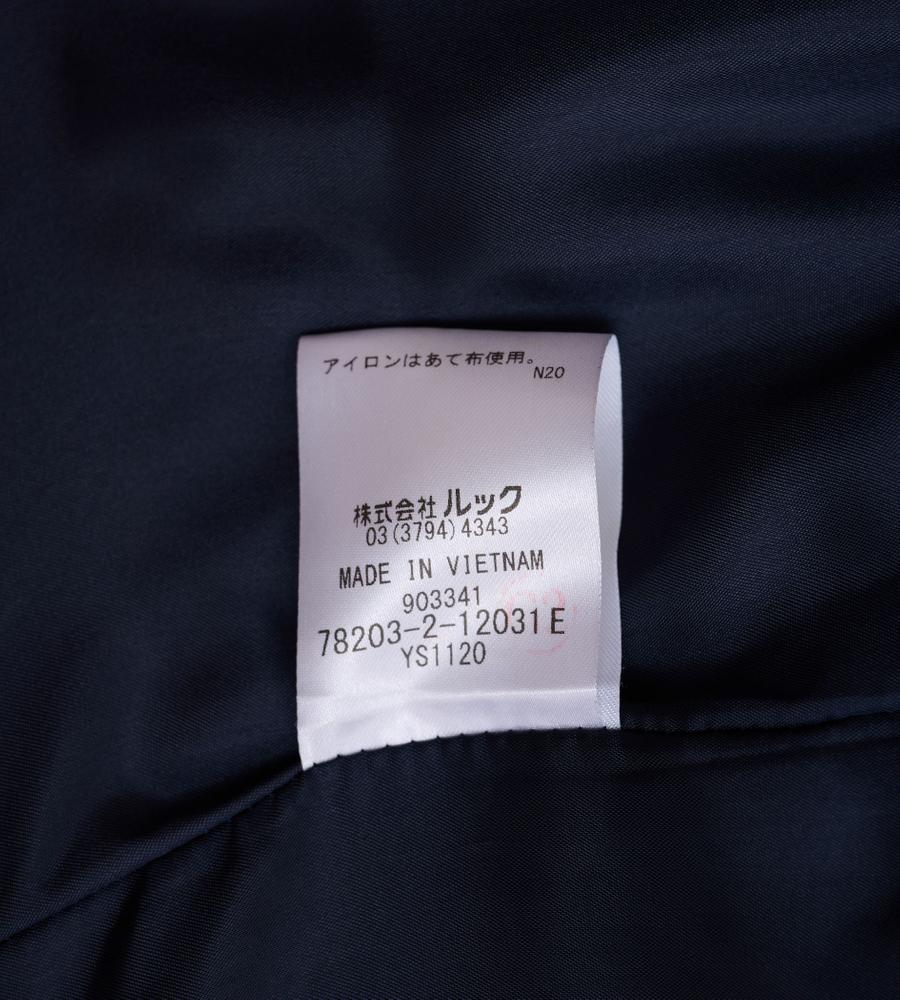 アイロンはあて布使用。
N20
株式会社 ルック
03(3794)4343
MADE IN VIETNAM
903341
78203-2-12031E
YS1120